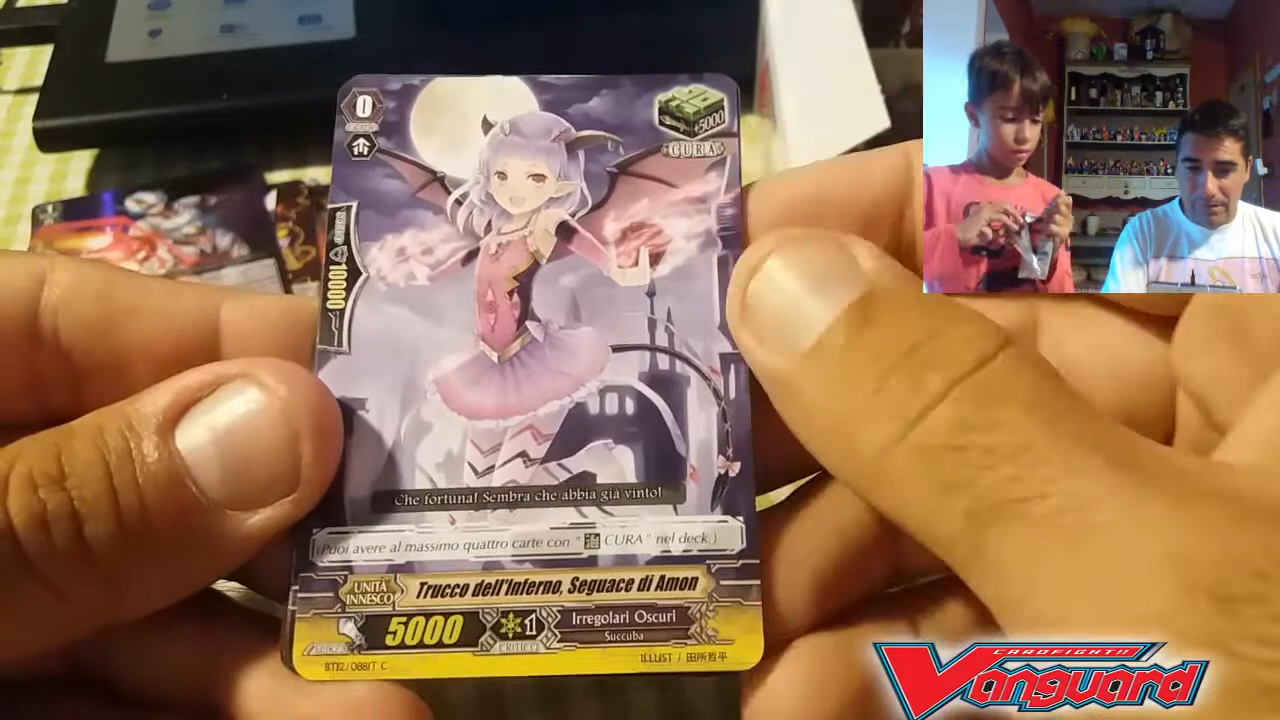 0
+5000
CURA
10000
Che fortuna! Sembra che abbia già vinto!
(Puoi avere al massimo quattro carte con "治 CURA" nel deck.)
UNITÀ
INNESCO
Trucco dell'Inferno, Seguace di Amon
5000
1
CRITICO
Irregolari Oscuri
Succuba
BT12/088IT C
ILLUST / 田所哲平
CARDFIGHT!!
Vanguard